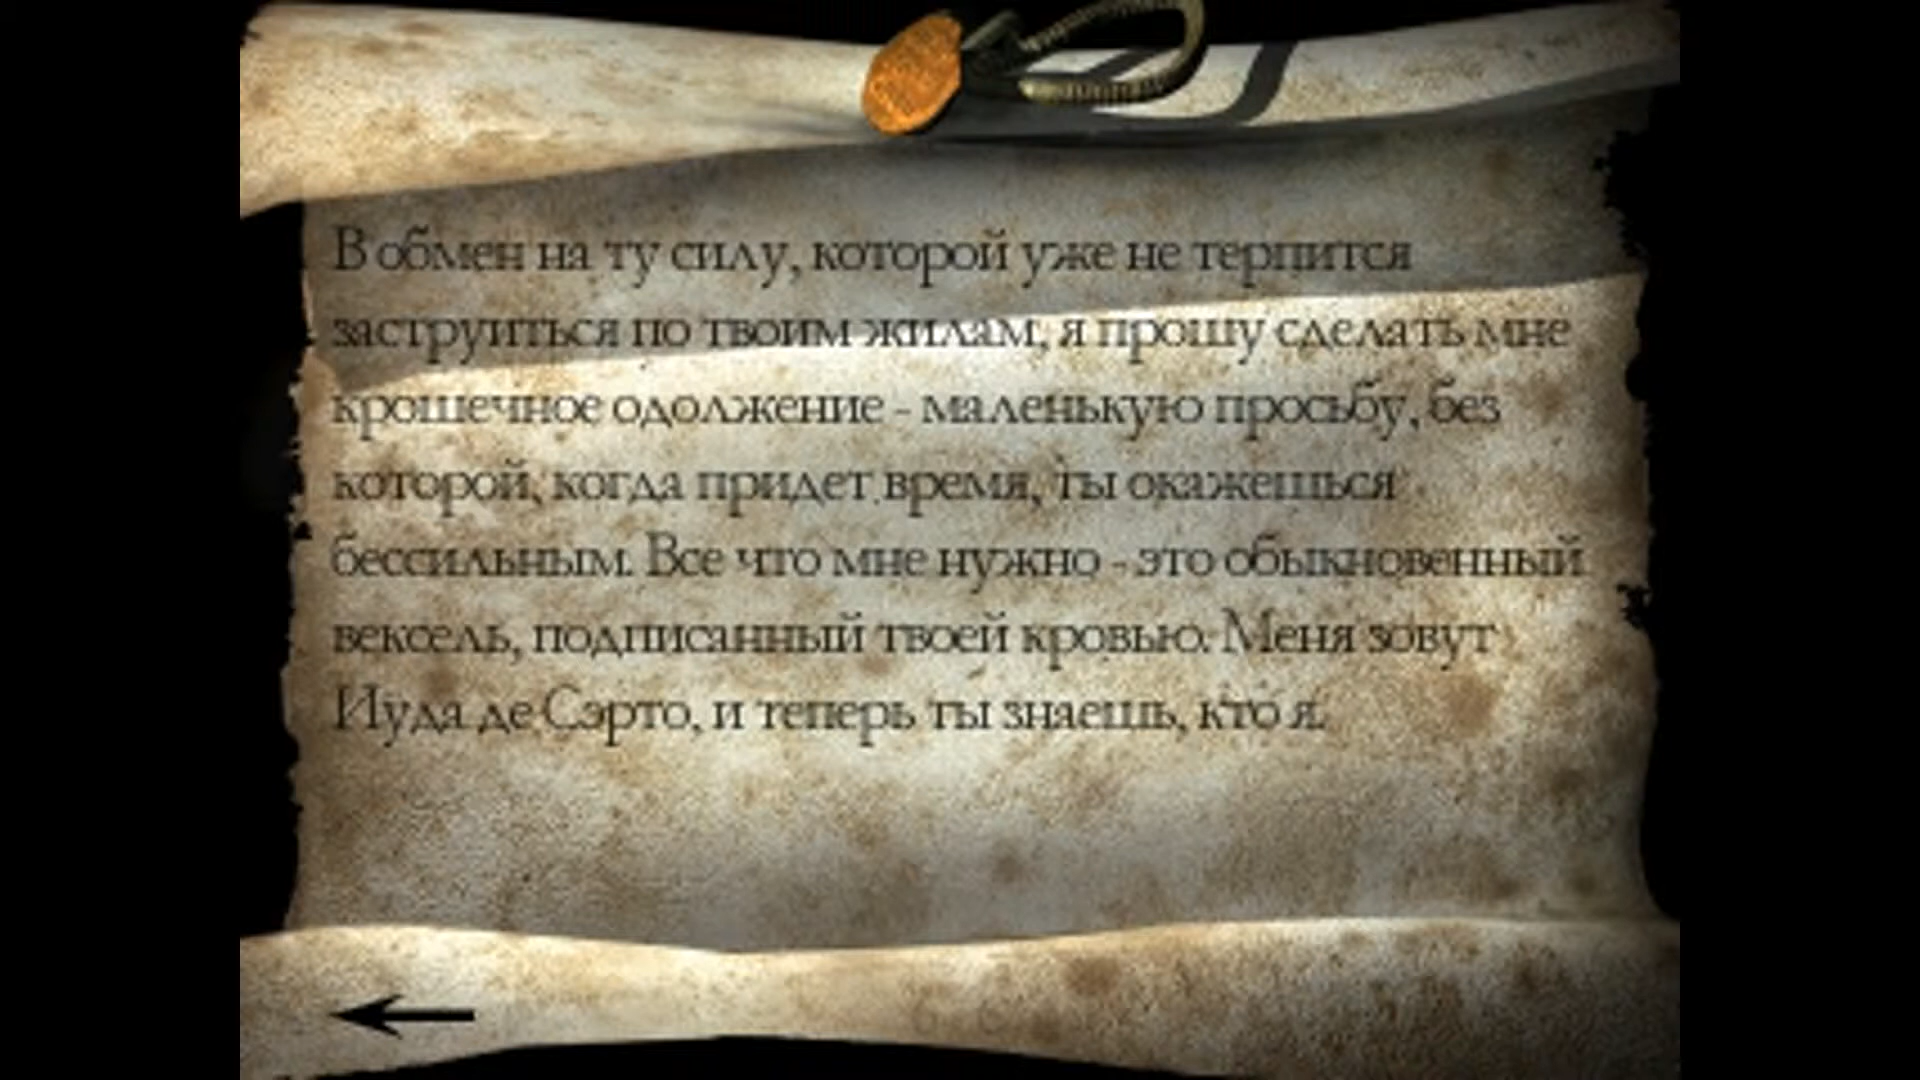 В обмен на ту силу, которой уже не терпится
заструиться по твоим жилам, я прошу сделать мне
крошечное одолжение - маленькую просьбу, без
которой, когда придет время, ты окажешься
бессильным. Все что мне нужно - это обыкновенный
вексель, подписанный твоей кровью. Меня зовут
Иуда де Сэрто, и теперь ты знаешь, кто я.